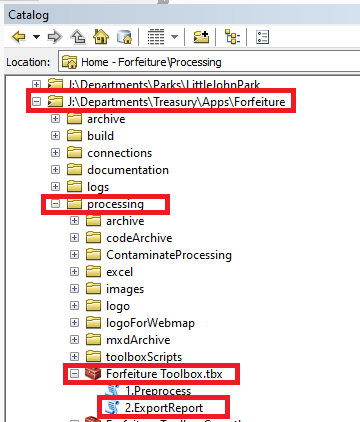 Catalog
Location: Home - Forfeiture\Processing
J:\Departments\Parks\LittleJohnPark
J:\Departments\Treasury\Apps\Forfeiture
archive
build
connections
documentation
logs
processing
archive
codeArchive
ContaminateProcessing
excel
images
logo
logoForWebmap
mxdArchive
toolboxScripts
Forfeiture Toolbox.tbx
1.Preprocess
2.ExportReport